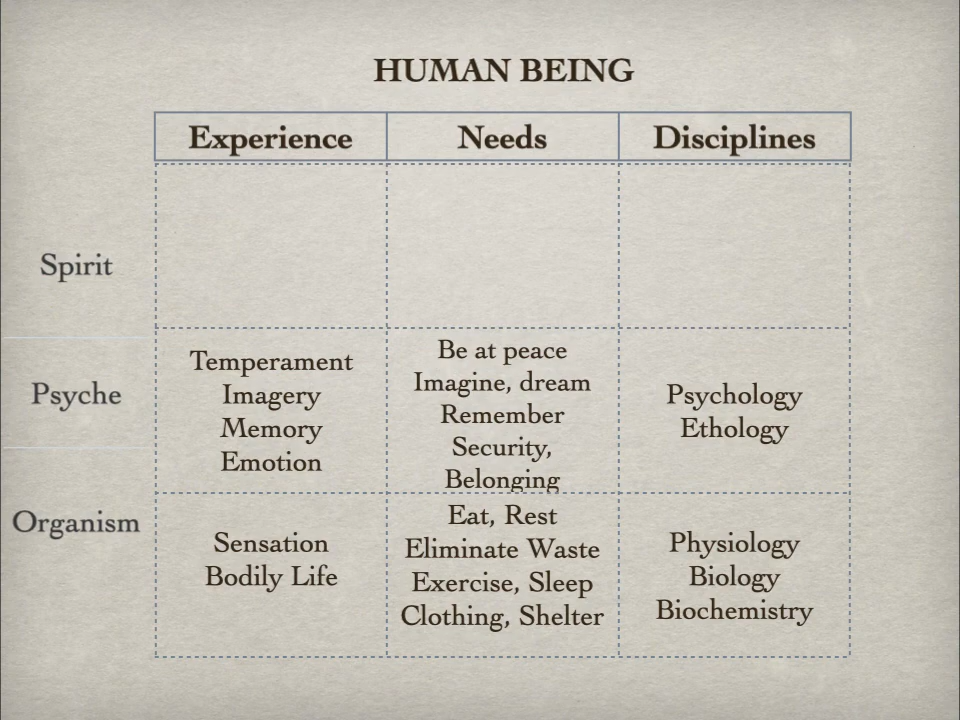 HUMAN BEING
Experience Needs Disciplines
Spirit
Psyche
Temperament
Imagery
Memory
Emotion
Be at peace
Imagine, dream
Remember
Security,
Belonging
Psychology
Ethology
Organism
Sensation
Bodily Life
Eat, Rest
Eliminate Waste
Exercise, Sleep
Clothing, Shelter
Physiology
Biology
Biochemistry